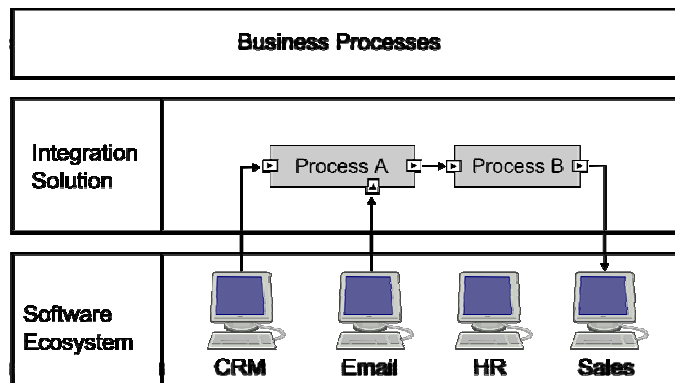 Business Processes
Integration
Solution
Process A
Process B
Software
Ecosystem
CRM
Email
HR
Sales